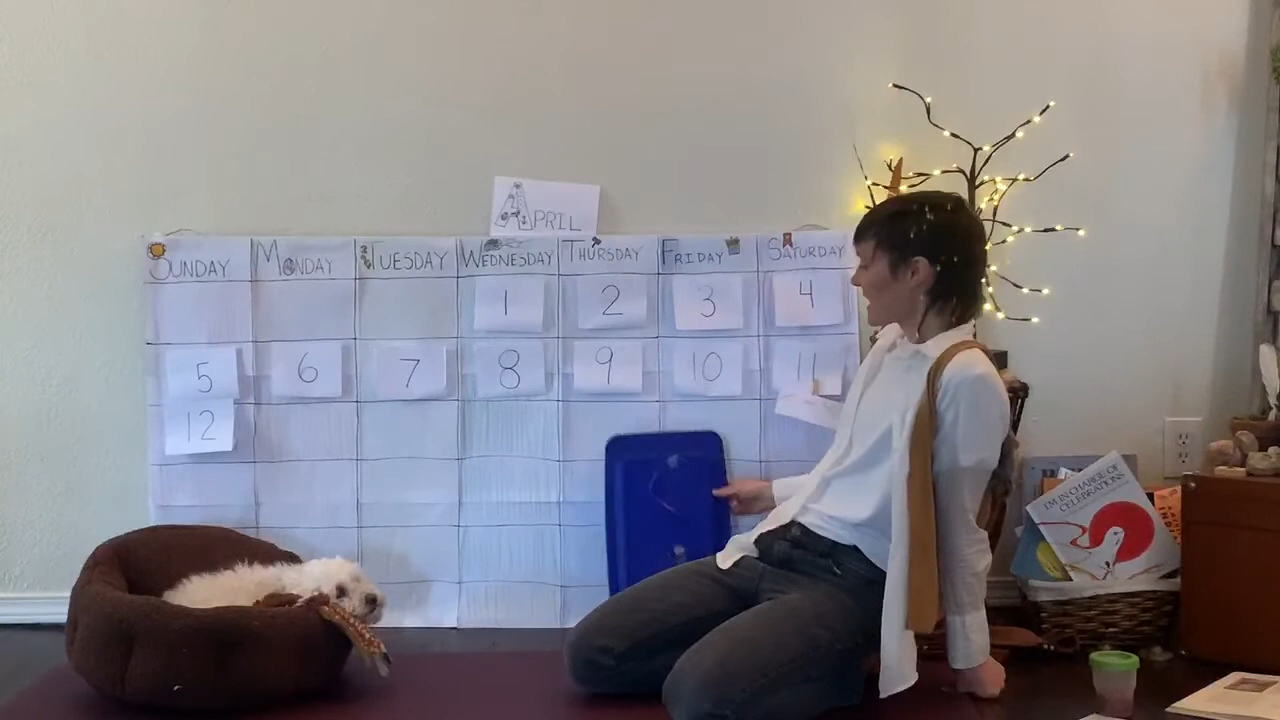 APRIL
SUNDAY MONDAY TUESDAY WEDNESDAY THURSDAY FRIDAY SATURDAY
1 2 3 4
5 6 7 8 9 10 11
12
I'M IN CHARGE OF
CELEBRATIONS